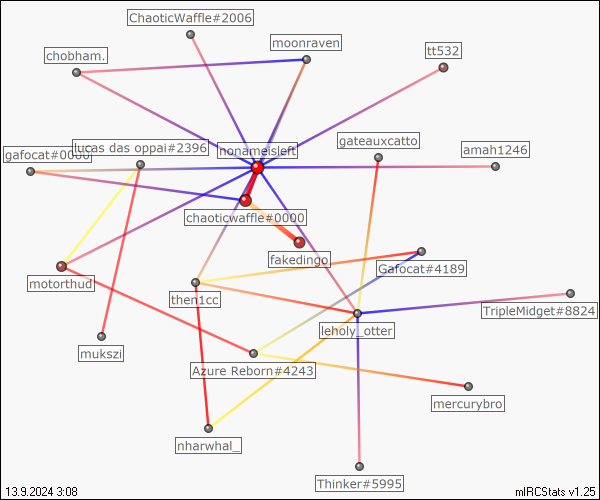 ChaoticWaffle#2006
moonraven
chobham.
tt532
lucas das oppai#2396
gafocat#0000
nonameisleft
gateauxcatto
amah1246
chaoticwaffle#0000
fakedingo
Gafocat#4189
motorthud
then1cc
TripleMidget#8824
leholy_otter
mukszi
Azure Reborn#4243
mercurybro
nharwhal_
Thinker#5995
13.9.2024 3:08
mIRCStats v1.25